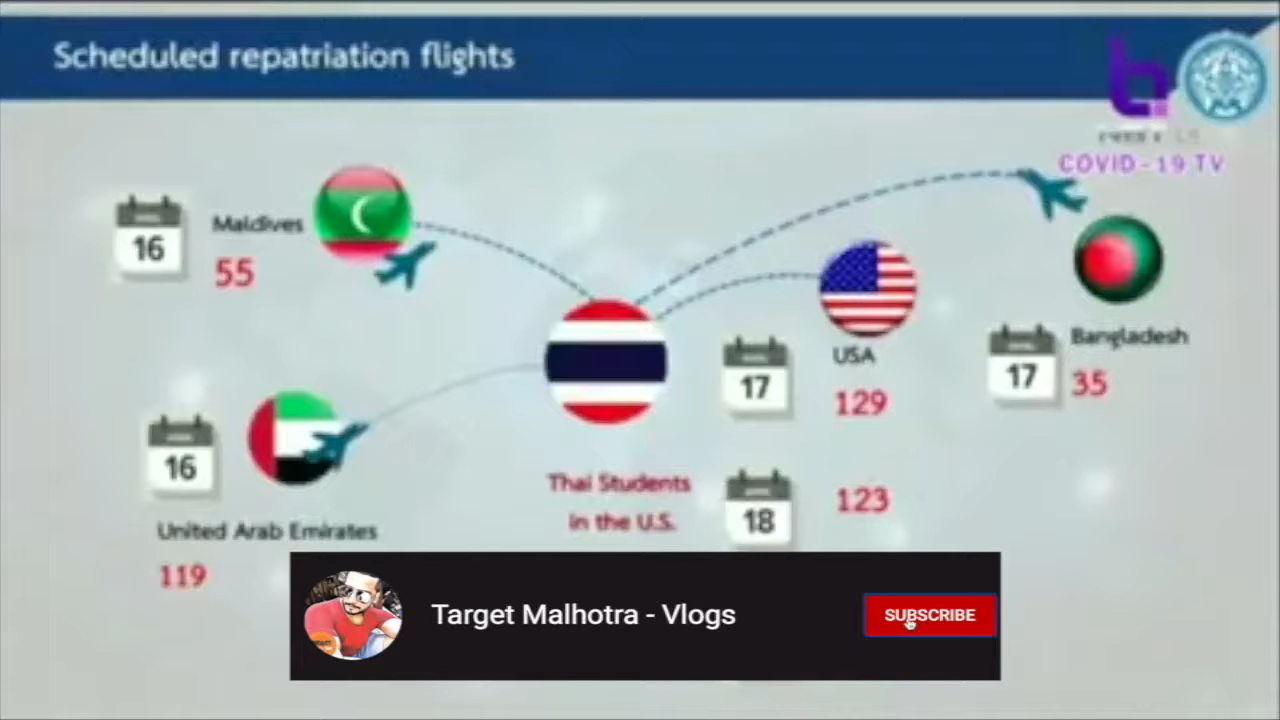 Scheduled repatriation flights
COVID-19 TV
16
Maldives
55
USA
17
129
Bangladesh
17
35
16
United Arab Emirates
119
Thai Students
in the U.S.
18
123
Target Malhotra - Vlogs
SUBSCRIBE